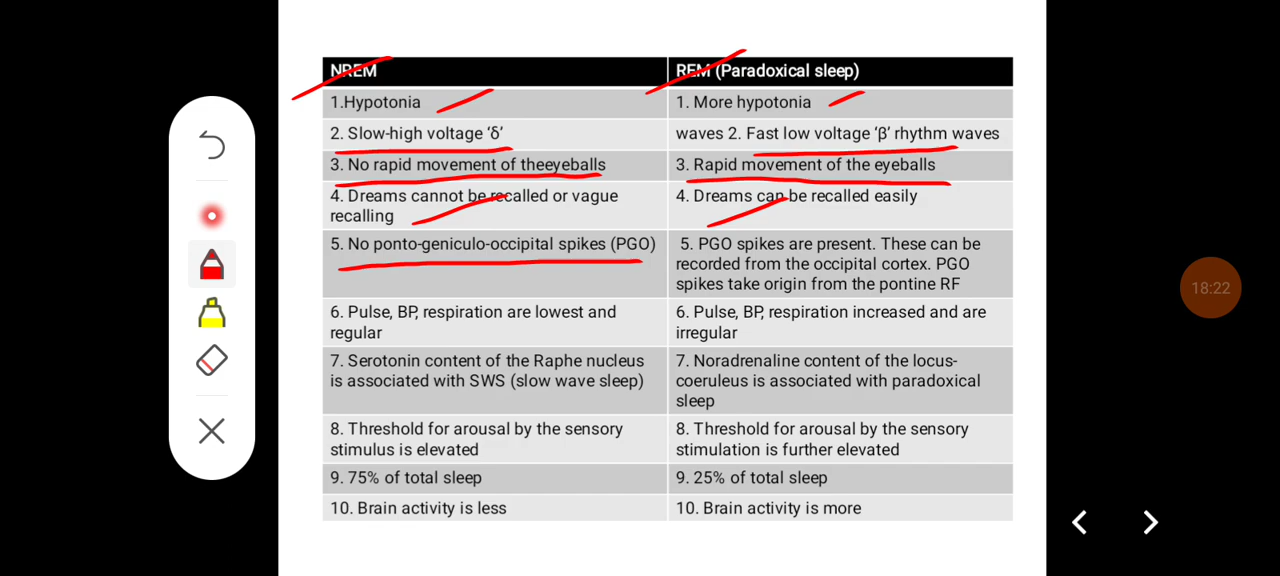 NREM
REM (Paradoxical sleep)
1.Hypotonia
1. More hypotonia
2. Slow-high voltage ‘δ’
waves 2. Fast low voltage ‘β’ rhythm waves
3. No rapid movement of theeyeballs
3. Rapid movement of the eyeballs
4. Dreams cannot be recalled or vague
recalling
4. Dreams can be recalled easily
5. No ponto-geniculo-occipital spikes (PGO)
5. PGO spikes are present. These can be
recorded from the occipital cortex. PGO
spikes take origin from the pontine RF
6. Pulse, BP, respiration are lowest and
regular
6. Pulse, BP, respiration increased and are
irregular
7. Serotonin content of the Raphe nucleus
is associated with SWS (slow wave sleep)
7. Noradrenaline content of the locus-
coeruleus is associated with paradoxical
sleep
8. Threshold for arousal by the sensory
stimulus is elevated
8. Threshold for arousal by the sensory
stimulation is further elevated
9. 75% of total sleep
9. 25% of total sleep
10. Brain activity is less
10. Brain activity is more
18:22